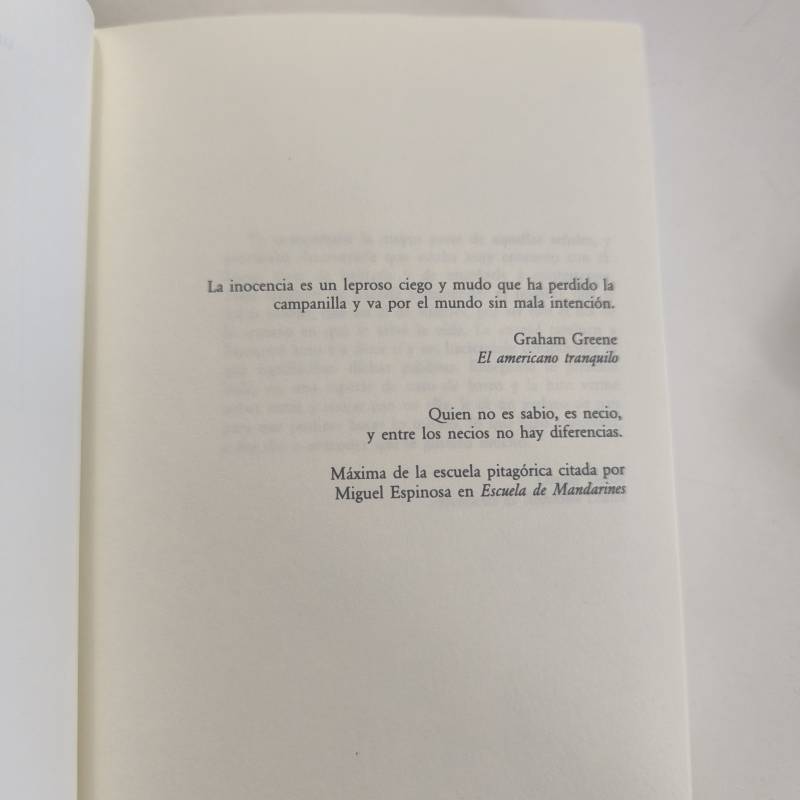 La inocencia es un leproso ciego y mudo que ha perdido la
campanilla y va por el mundo sin mala intención.
Graham Greene
El americano tranquilo
Quien no es sabio, es necio,
y entre los necios no hay diferencias.
Máxima de la escuela pitagórica citada por
Miguel Espinosa en Escuela de Mandarines